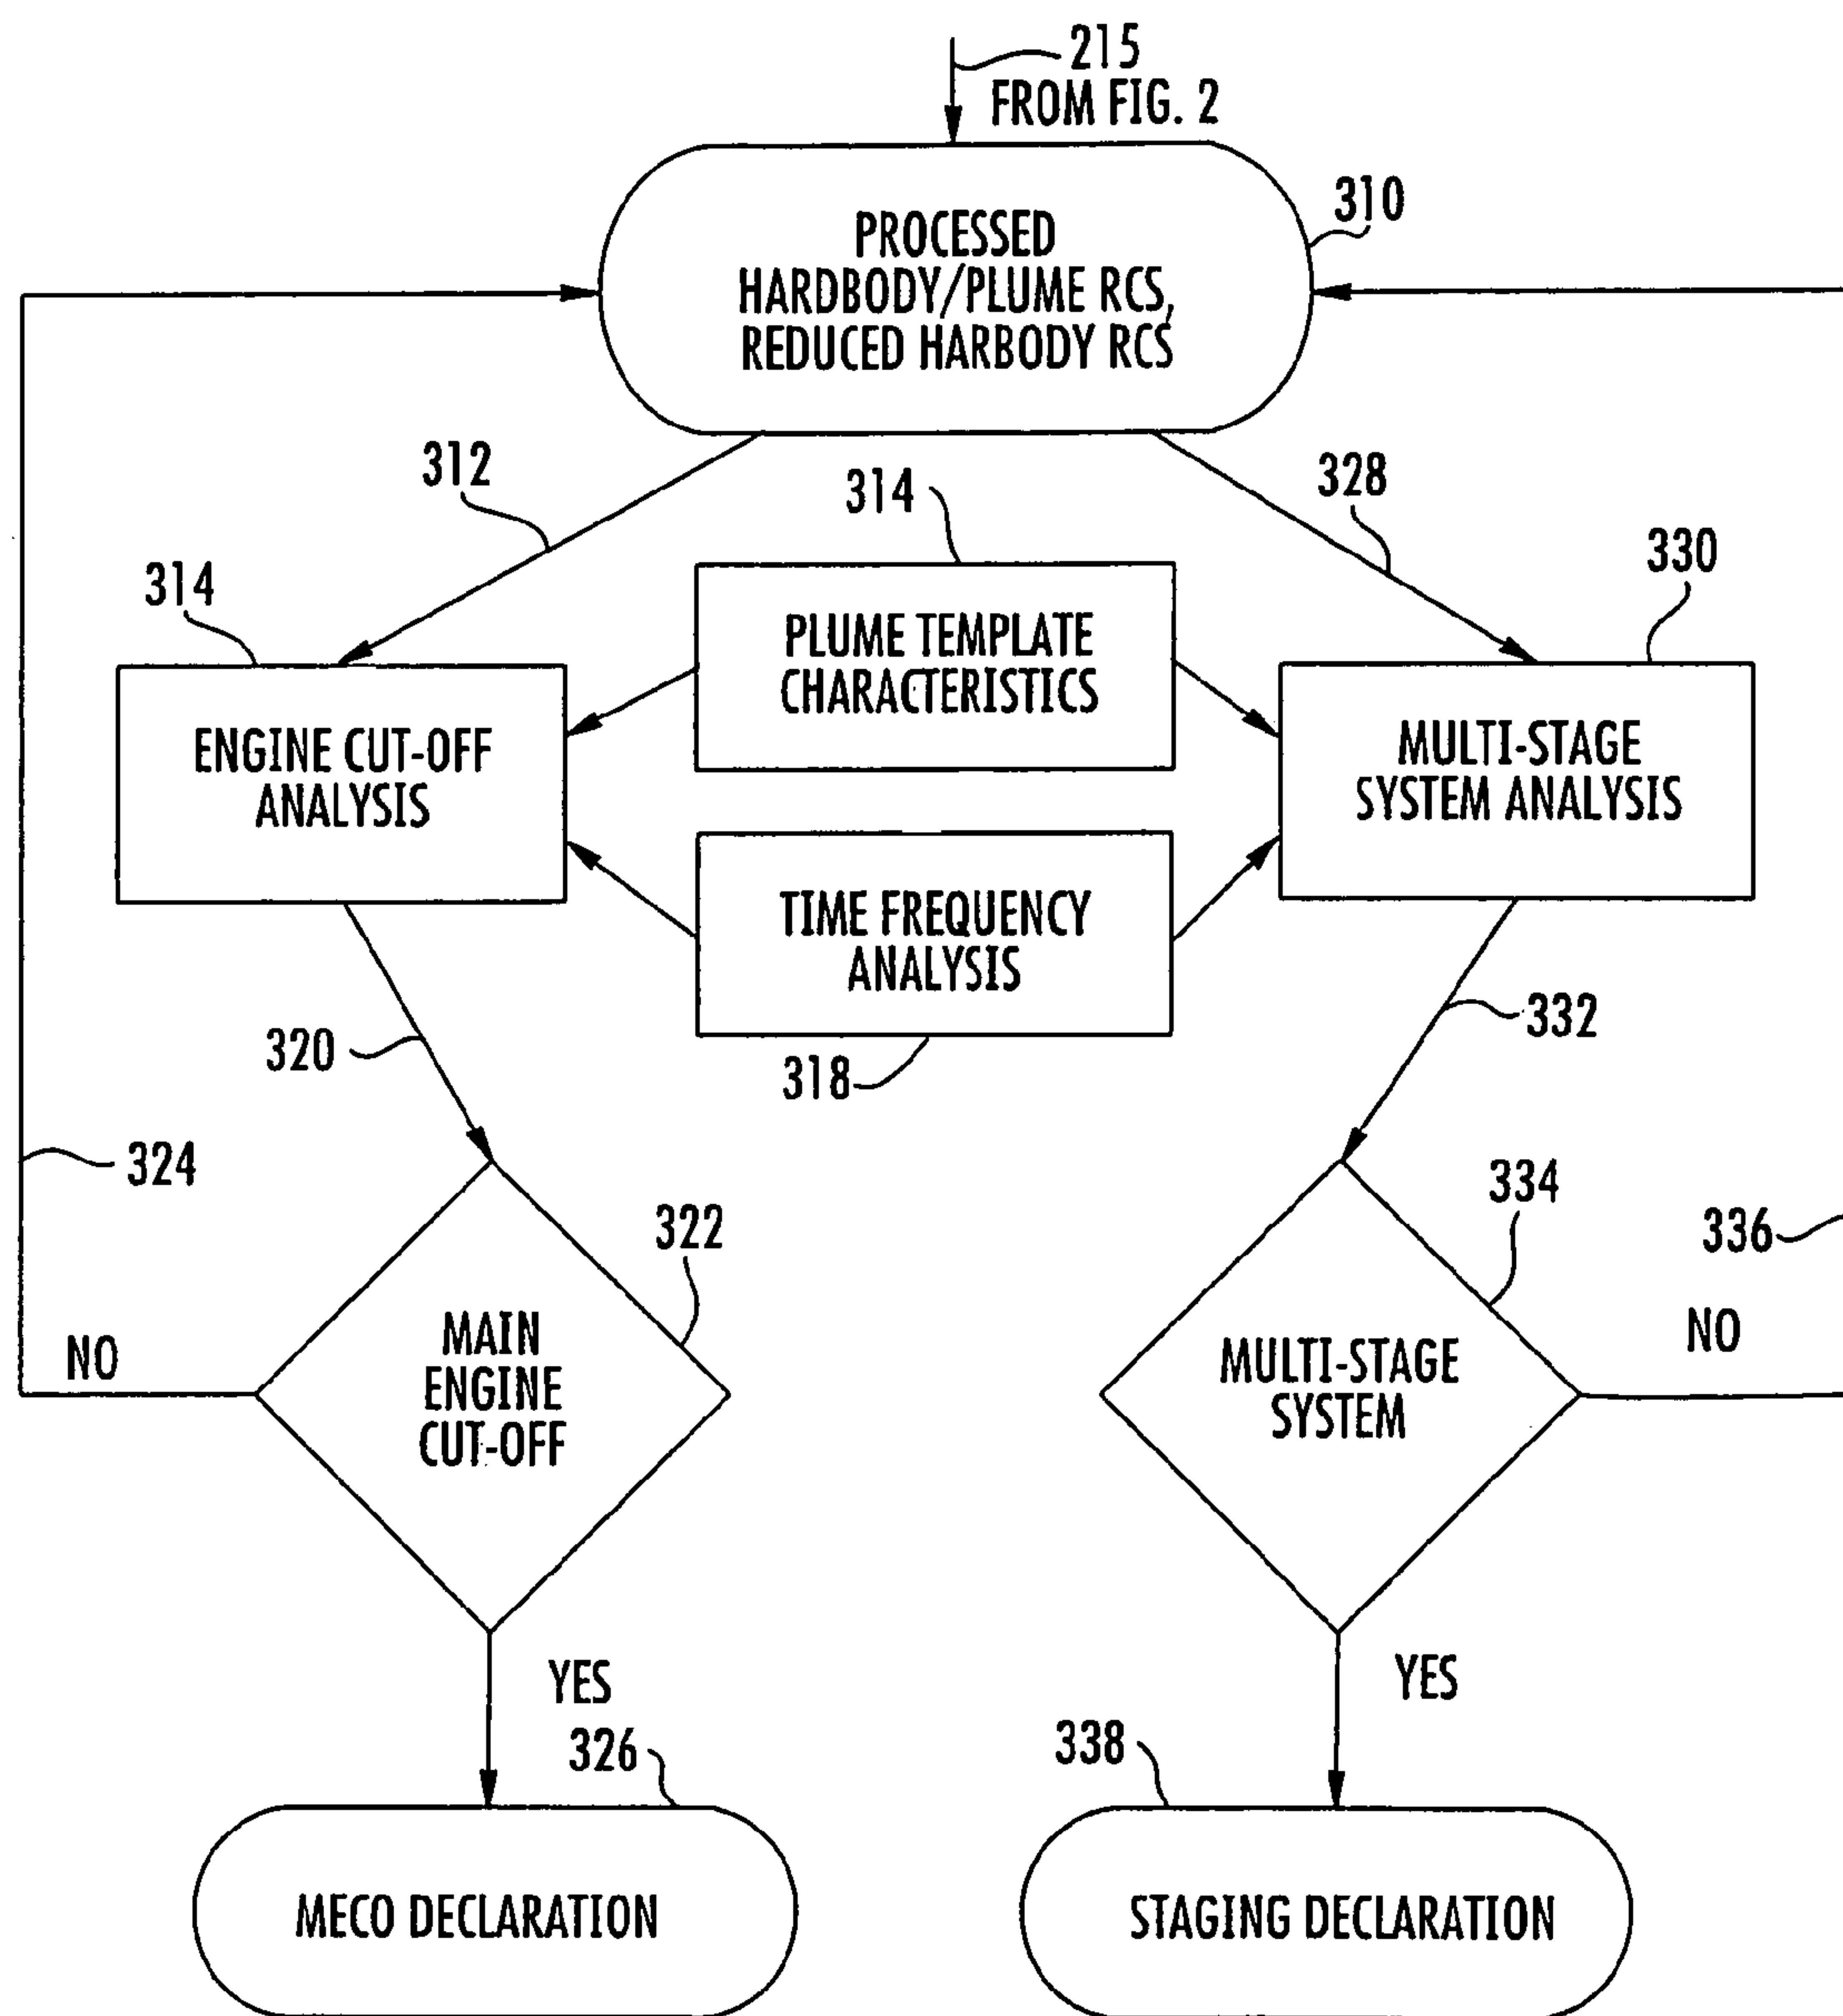 215
FROM FIG. 2
310
PROCESSED
HARDBODY/PLUME RCS,
REDUCED HARBODY RCS
312
314
328
330
314
PLUME TEMPLATE
CHARACTERISTICS
ENGINE CUT-OFF
ANALYSIS
MULTI-STAGE
SYSTEM ANALYSIS
TIME FREQUENCY
ANALYSIS
320
318
332
324
322
334
336
NO
MAIN
ENGINE
CUT-OFF
MULTI-STAGE
SYSTEM
NO
YES
YES
326
338
MECO DECLARATION
STAGING DECLARATION